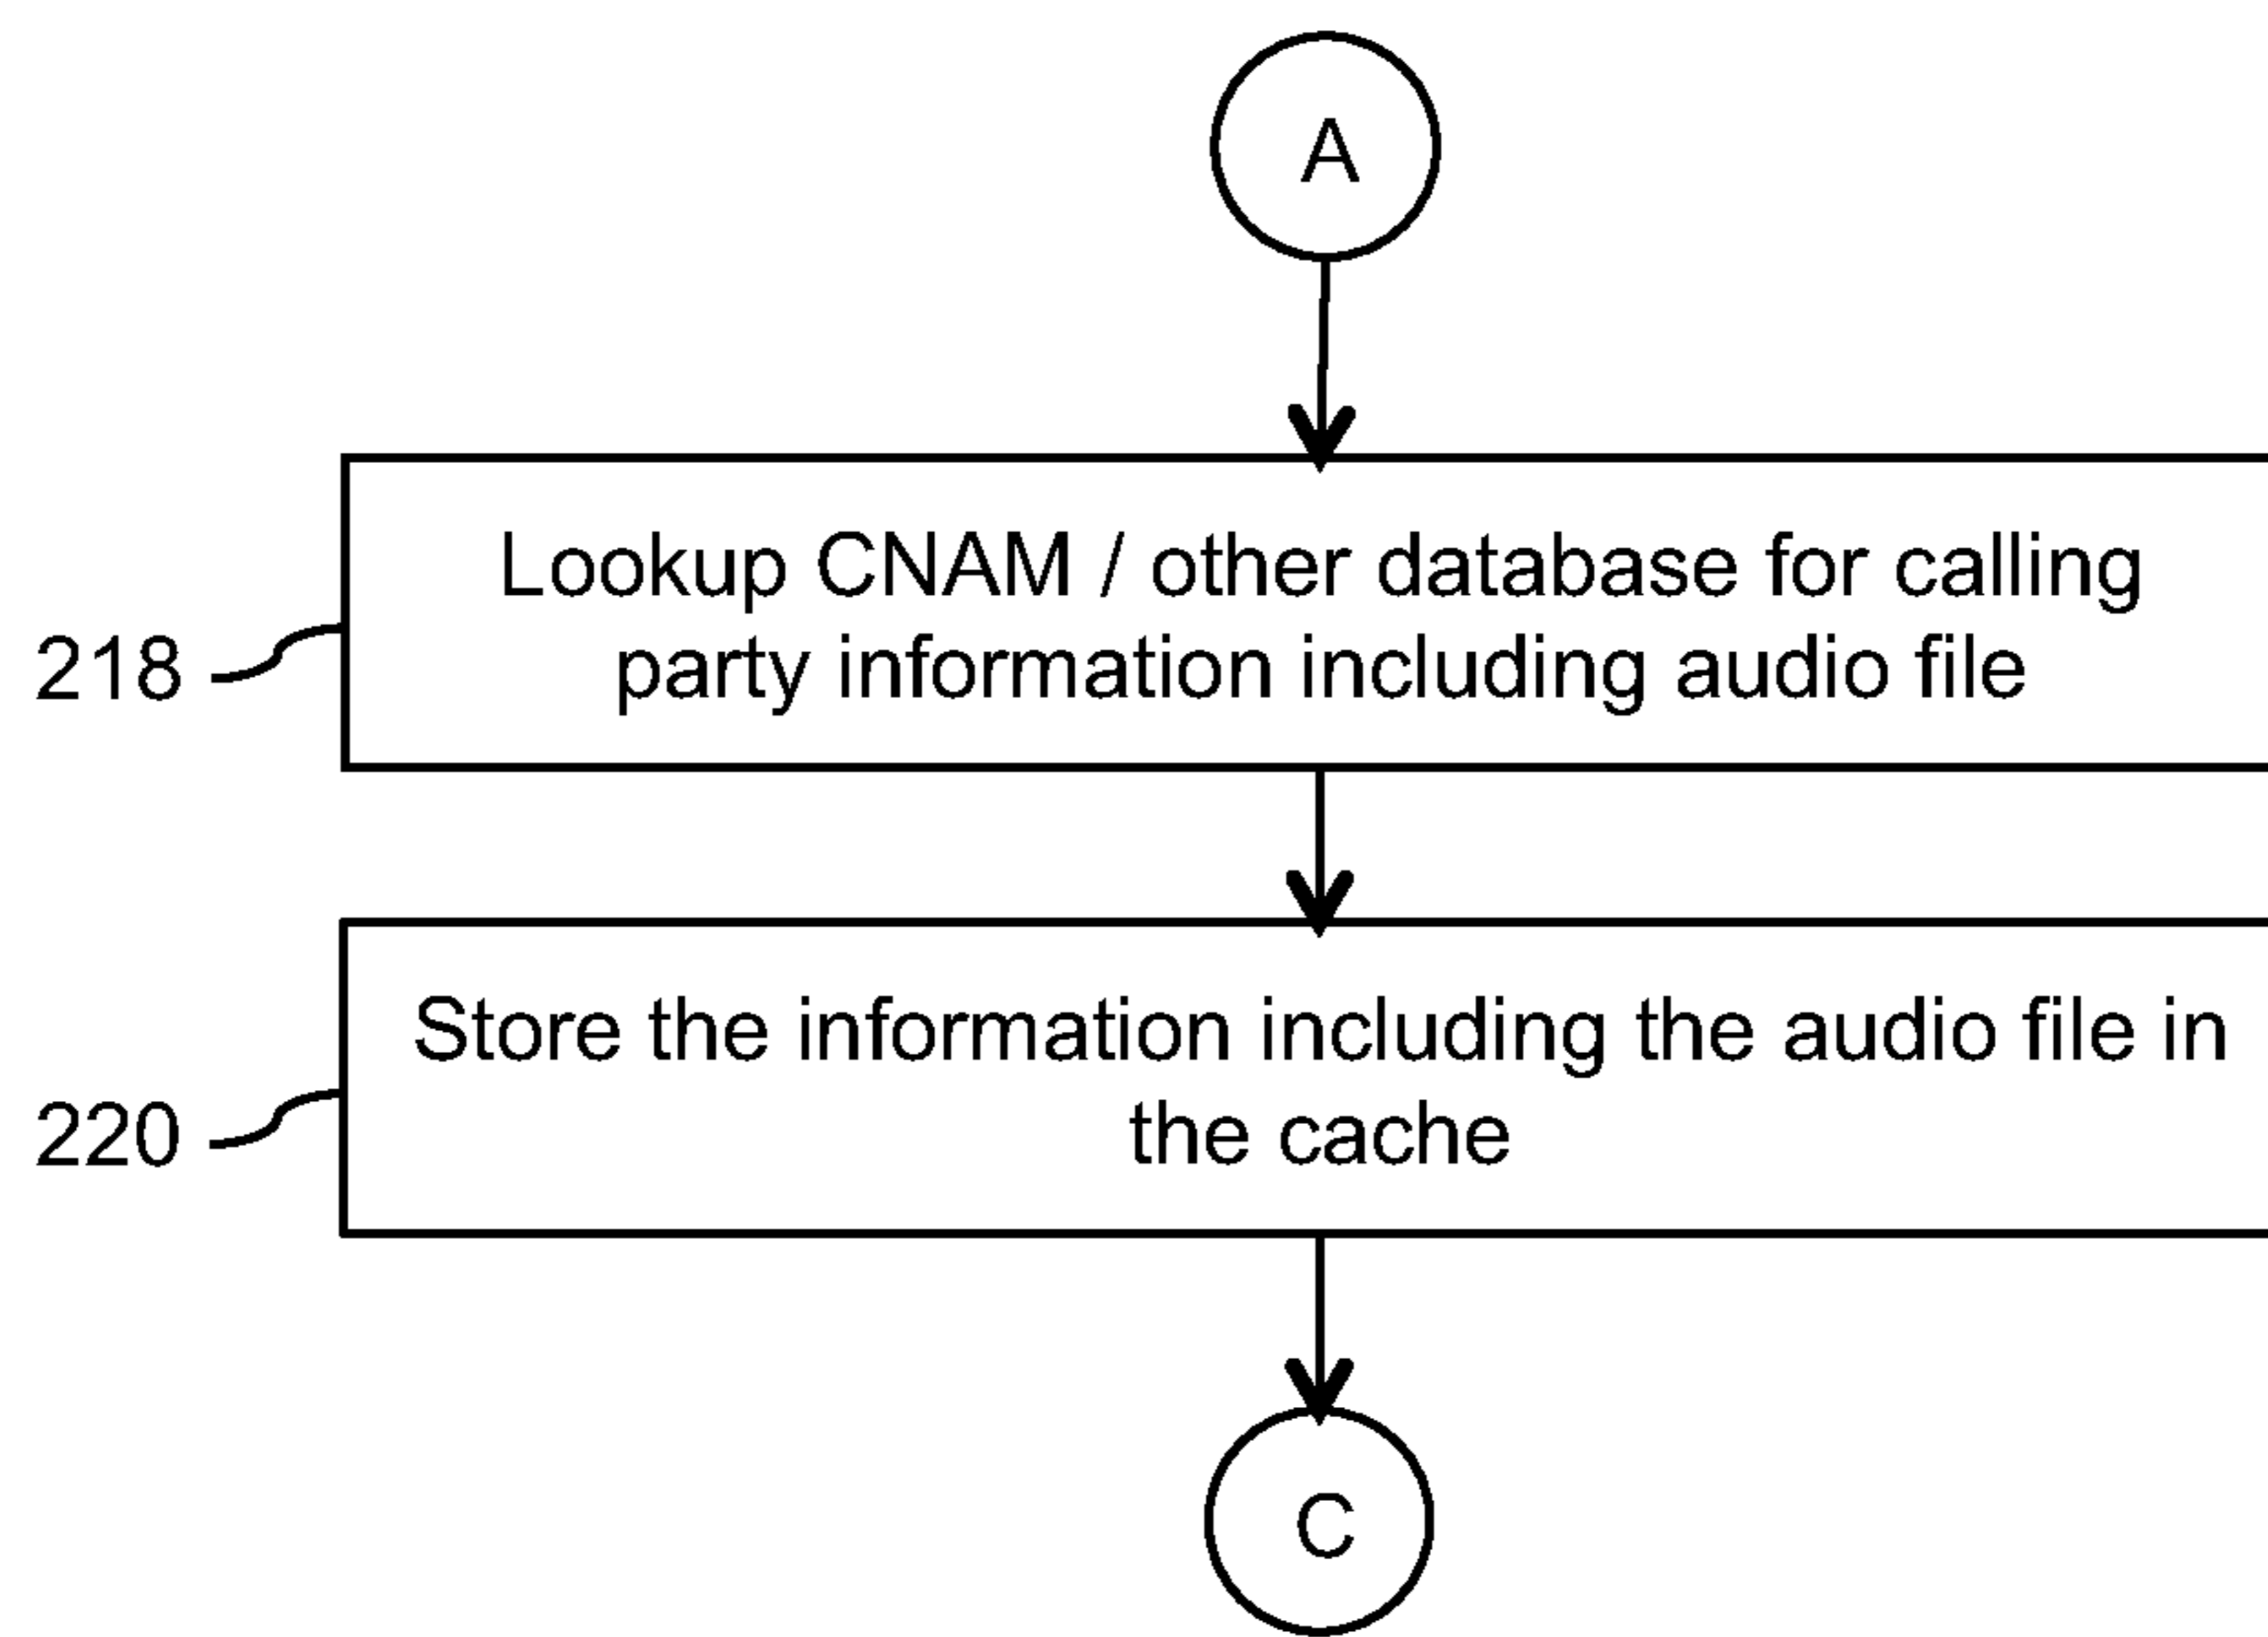 A
Lookup CNAM / other database for calling
party information including audio file
218
Store the information including the audio file in
the cache
220
C